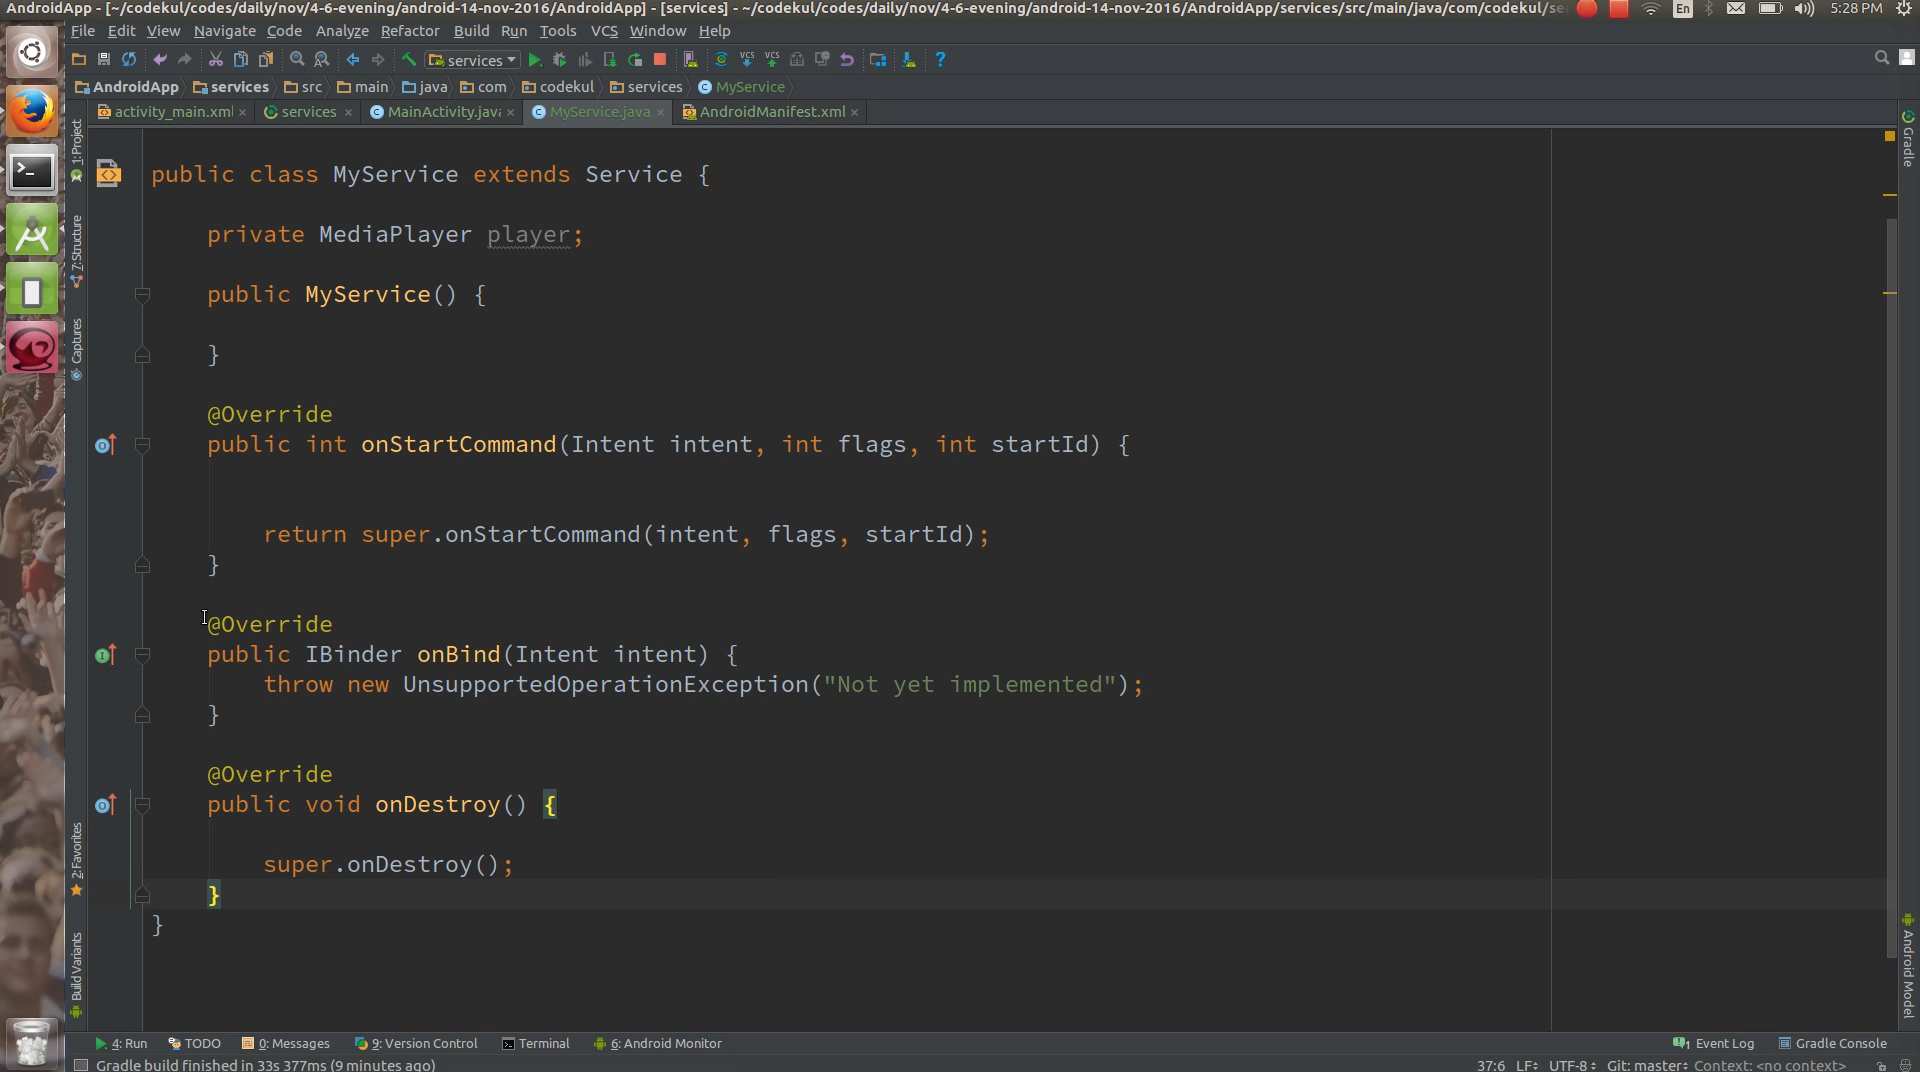 AndroidApp - [~/codekul/codes/daily/nov/4-6-evening/android-14-nov-2016/AndroidApp] - [services] - ~/codekul/codes/daily/nov/4-6-evening/android-14-nov-2016/AndroidApp/services/src/main/java/com/codekul/se
En 5:28 PM
File Edit View Navigate Code Analyze Refactor Build Run Tools VCS Window Help
services
AndroidApp services src main java com codekul services MyService
activity_main.xml services MainActivity.java MyService.java AndroidManifest.xml
1: Project
7: Structure
Captures
2: Favorites
Build Variants
Gradle
Android Model
public class MyService extends Service {
private MediaPlayer player;
public MyService() {
}
@Override
public int onStartCommand(Intent intent, int flags, int startId) {
return super.onStartCommand(intent, flags, startId);
}
@Override
public IBinder onBind(Intent intent) {
throw new UnsupportedOperationException("Not yet implemented");
}
@Override
public void onDestroy() {
super.onDestroy();
}
}
4: Run TODO 0: Messages 9: Version Control Terminal 6: Android Monitor 1 Event Log Gradle Console
Gradle build finished in 33s 377ms (9 minutes ago) 37:6 LF UTF-8 Git: master Context: <no context>